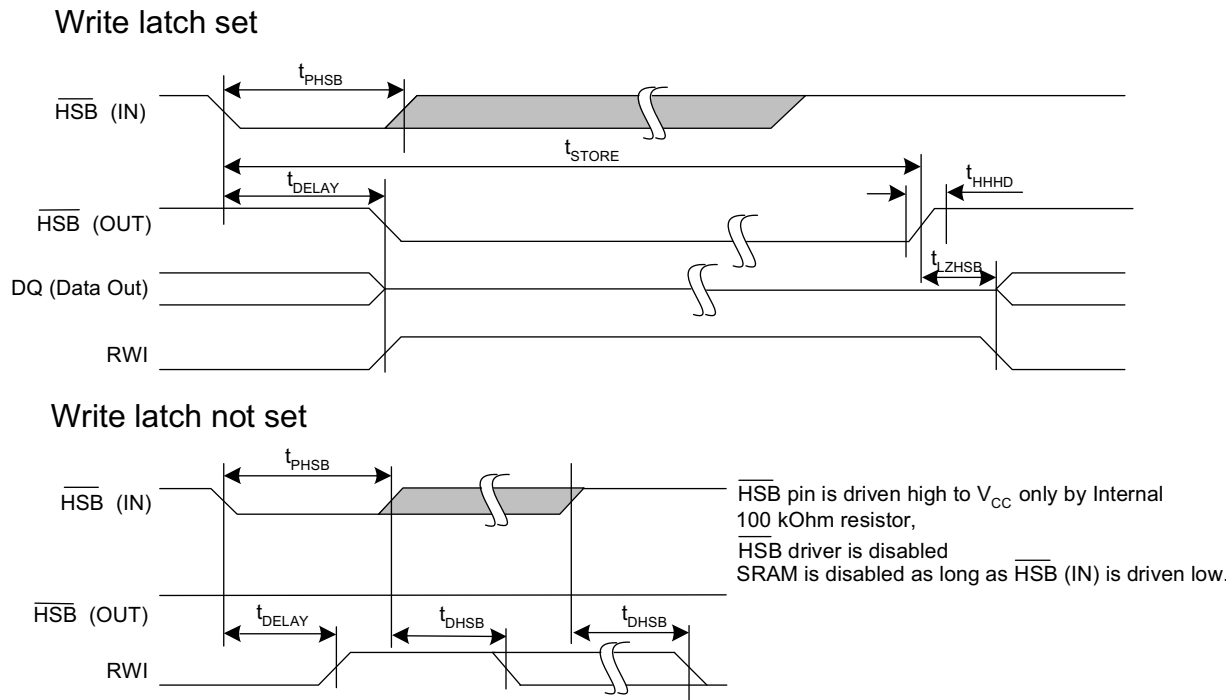 Write latch set
tPHSB
HSB (IN)
tSTORE
tDELAY
tHHHD
HSB (OUT)
tLZHSB
DQ (Data Out)
RWI
Write latch not set
tPHSB
HSB (IN)
HSB pin is driven high to VCC only by Internal
100 kOhm resistor,
HSB driver is disabled
SRAM is disabled as long as HSB (IN) is driven low.
HSB (OUT)
tDELAY
tDHSB
tDHSB
RWI